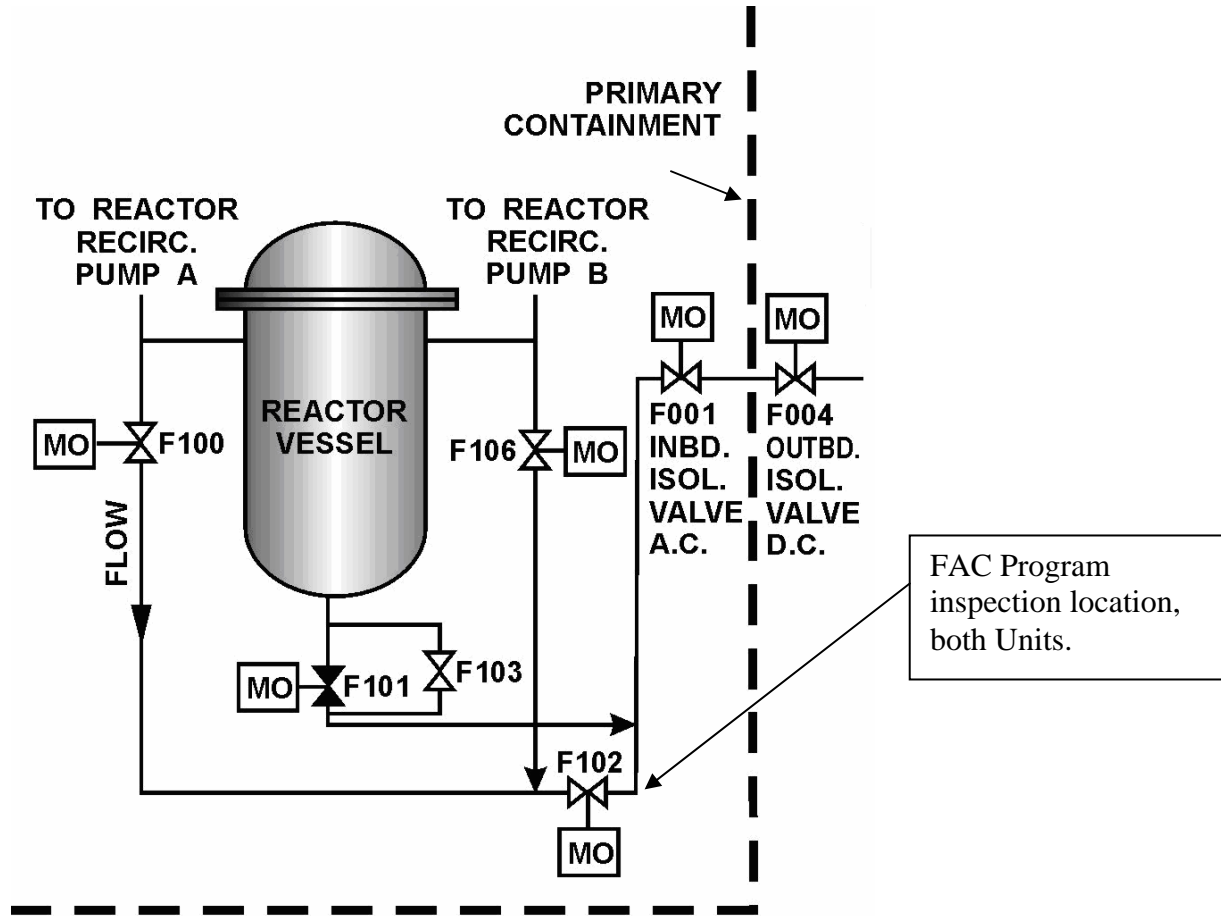 PRIMARY
CONTAINMENT
TO REACTOR
RECIRC.
PUMP A
TO REACTOR
RECIRC.
PUMP B
MO
MO
REACTOR
VESSEL
MO
F100
F106
MO
F001
INBD.
ISOL.
VALVE
A.C.
F004
OUTBD.
ISOL.
VALVE
D.C.
FLOW
FAC Program
inspection location,
both Units.
MO
F101
F103
F102
MO